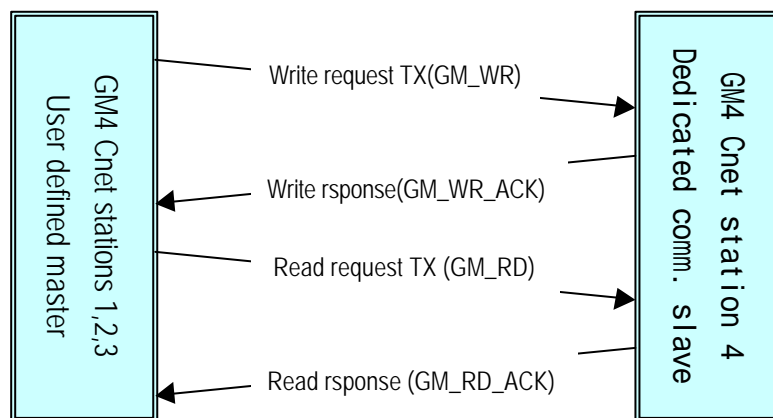 GM4 Cnet stations 1,2,3
User defined master
Write request TX(GM_WR)
Write rsponse(GM_WR_ACK)
Read request TX (GM_RD)
Read rsponse (GM_RD_ACK)
GM4 Cnet station 4
Dedicated comm. slave